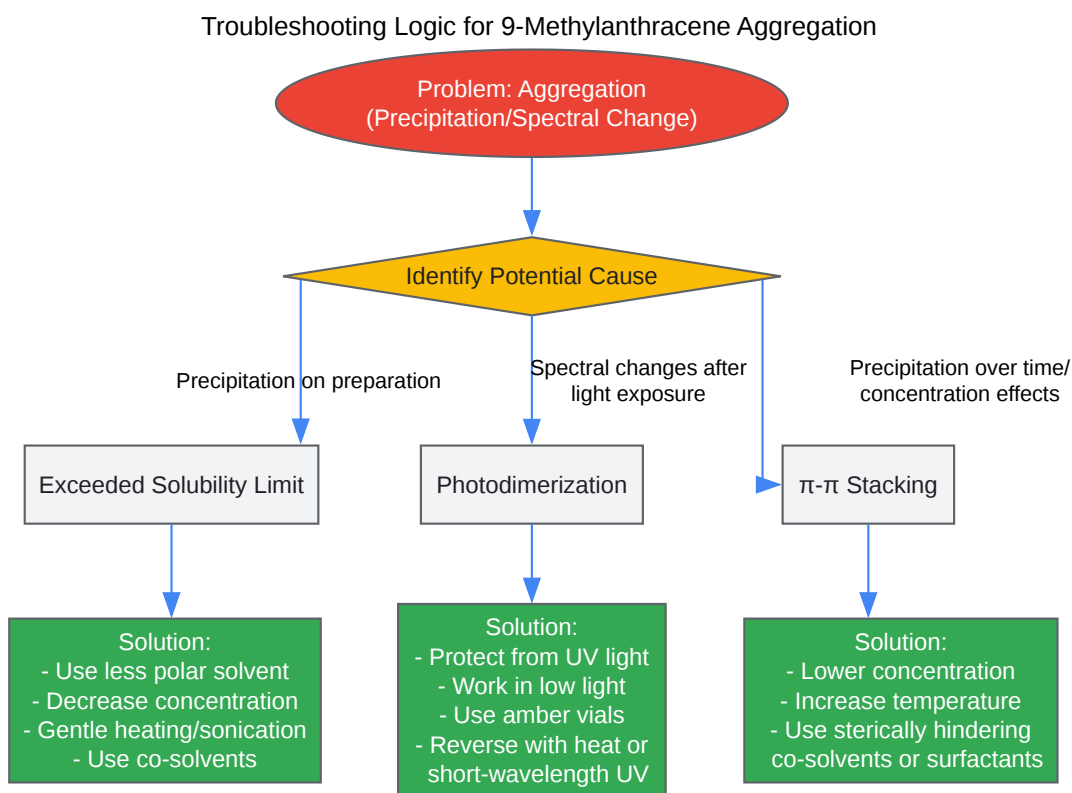 Troubleshooting Logic for 9-Methylanthracene Aggregation
Problem: Aggregation
(Precipitation/Spectral Change)
Identify Potential Cause
Precipitation on preparation
Spectral changes after
light exposure
Precipitation over time/
concentration effects
Exceeded Solubility Limit
Photodimerization
π-π Stacking
Solution:
- Use less polar solvent
- Decrease concentration
- Gentle heating/sonication
- Use co-solvents
Solution:
- Protect from UV light
- Work in low light
- Use amber vials
- Reverse with heat or
short-wavelength UV
Solution:
- Lower concentration
- Increase temperature
- Use sterically hindering
co-solvents or surfactants